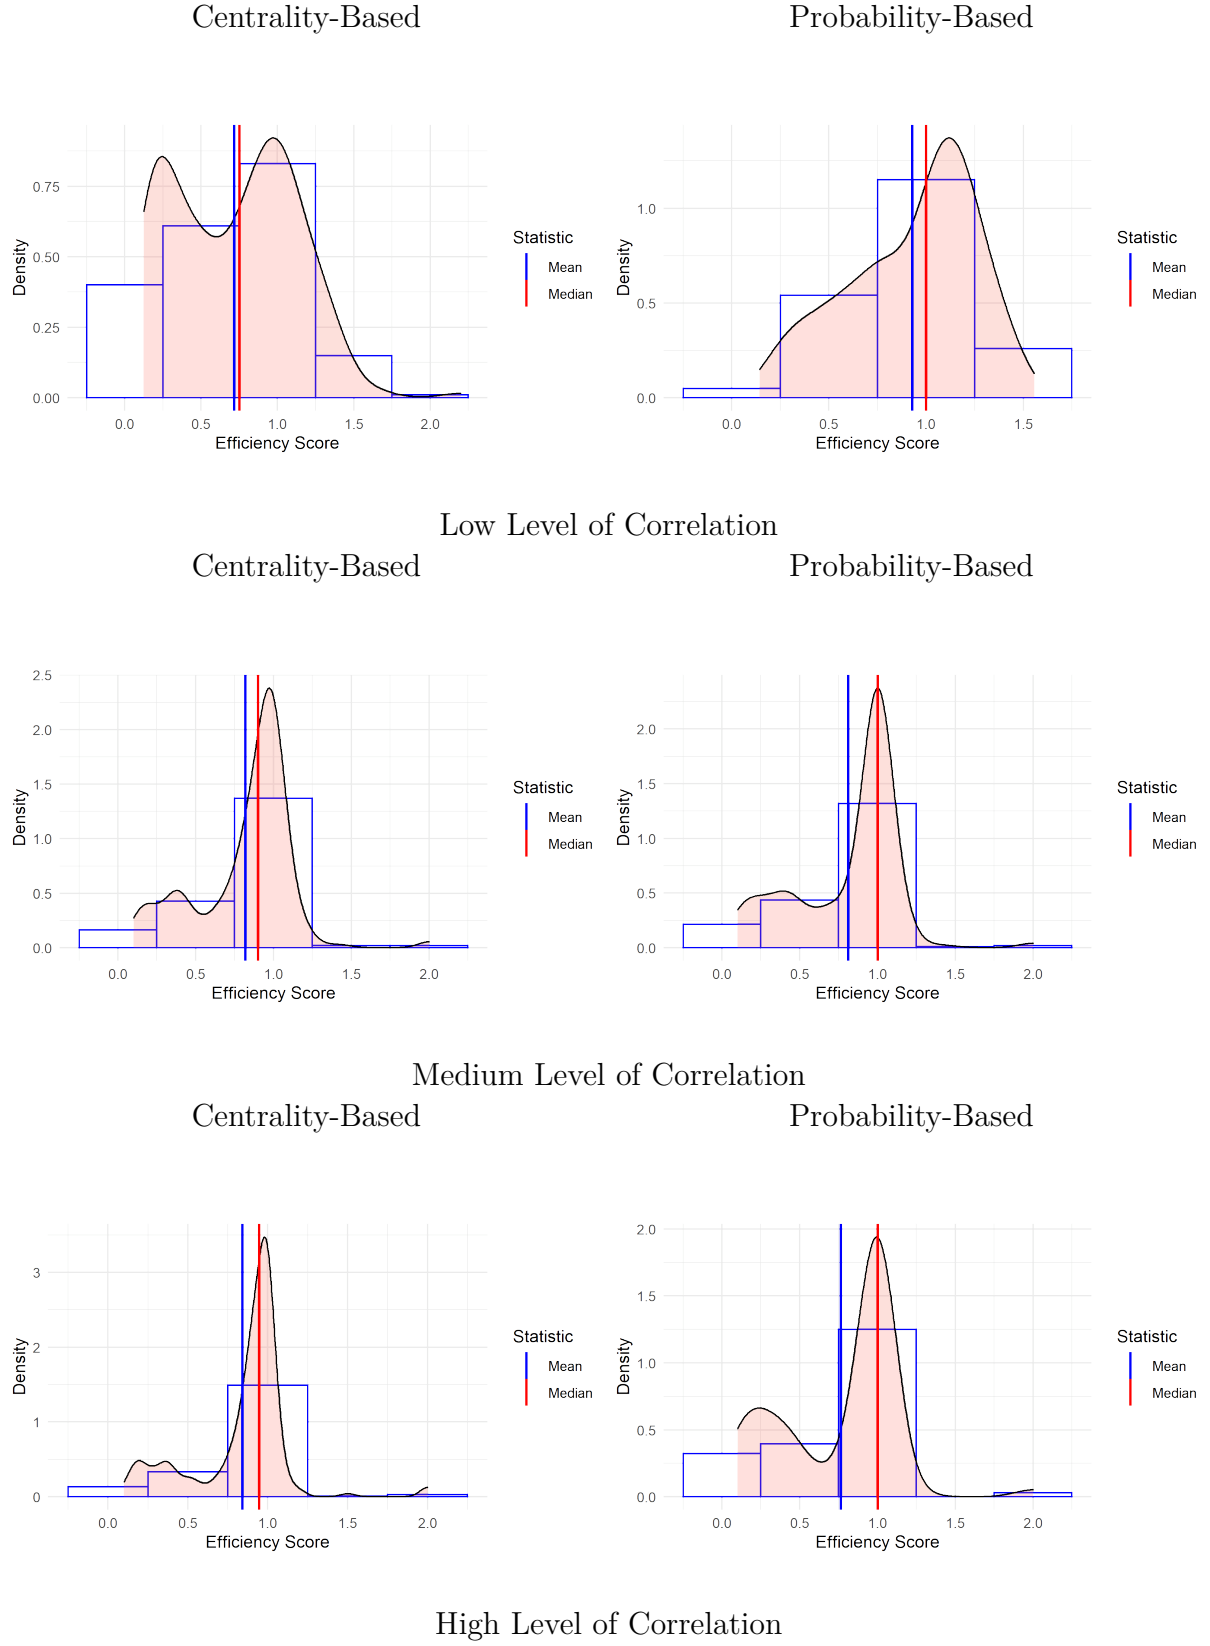 Centrality-Based
Probability-Based
Density
0.75
0.50
0.25
0.00
0.0 0.5 1.0 1.5 2.0
Efficiency Score
Statistic
Mean
Median
Density
1.0
0.5
0.0
0.0 0.5 1.0 1.5
Efficiency Score
Statistic
Mean
Median
Low Level of Correlation
Centrality-Based
Probability-Based
Density
2.5
2.0
1.5
1.0
0.5
0.0
0.0 0.5 1.0 1.5 2.0
Efficiency Score
Statistic
Mean
Median
Density
2.0
1.5
1.0
0.5
0.0
0.0 0.5 1.0 1.5 2.0
Efficiency Score
Statistic
Mean
Median
Medium Level of Correlation
Centrality-Based
Probability-Based
Density
3
2
1
0
0.0 0.5 1.0 1.5 2.0
Efficiency Score
Statistic
Mean
Median
Density
2.0
1.5
1.0
0.5
0.0
0.0 0.5 1.0 1.5 2.0
Efficiency Score
Statistic
Mean
Median
High Level of Correlation